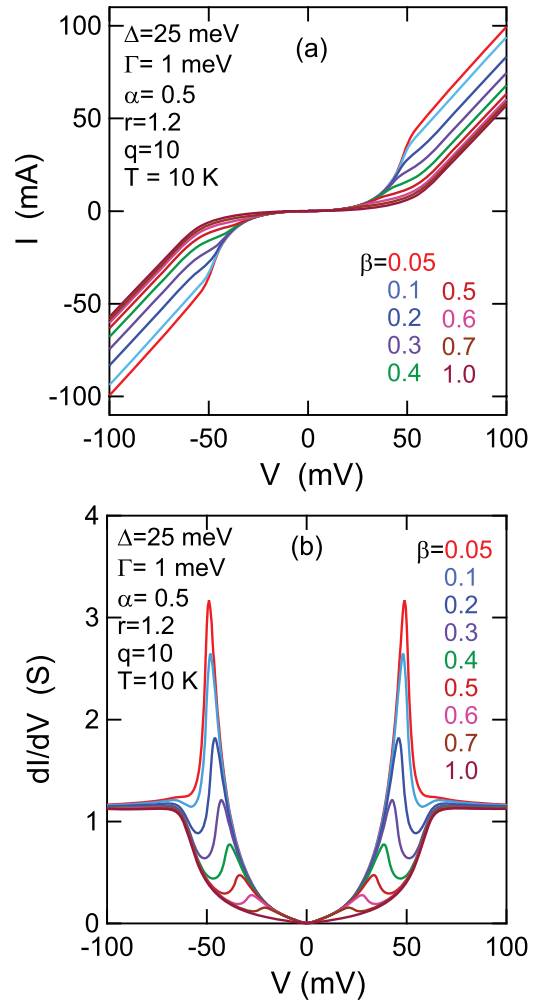 100
50
0
-50
-100
I (mA)
Δ=25 meV
Γ= 1 meV
α= 0.5
r=1.2
q=10
T = 10 K
(a)
β=0.05
0.1 0.5
0.2 0.6
0.3 0.7
0.4 1.0
-100 -50 0 50 100
V (mV)
4
3
2
1
0
dI/dV (S)
Δ=25 meV
Γ= 1 meV
α= 0.5
r=1.2
q=10
T=10 K
(b)
β=0.05
0.1
0.2
0.3
0.4
0.5
0.6
0.7
1.0
-100 -50 0 50 100
V (mV)